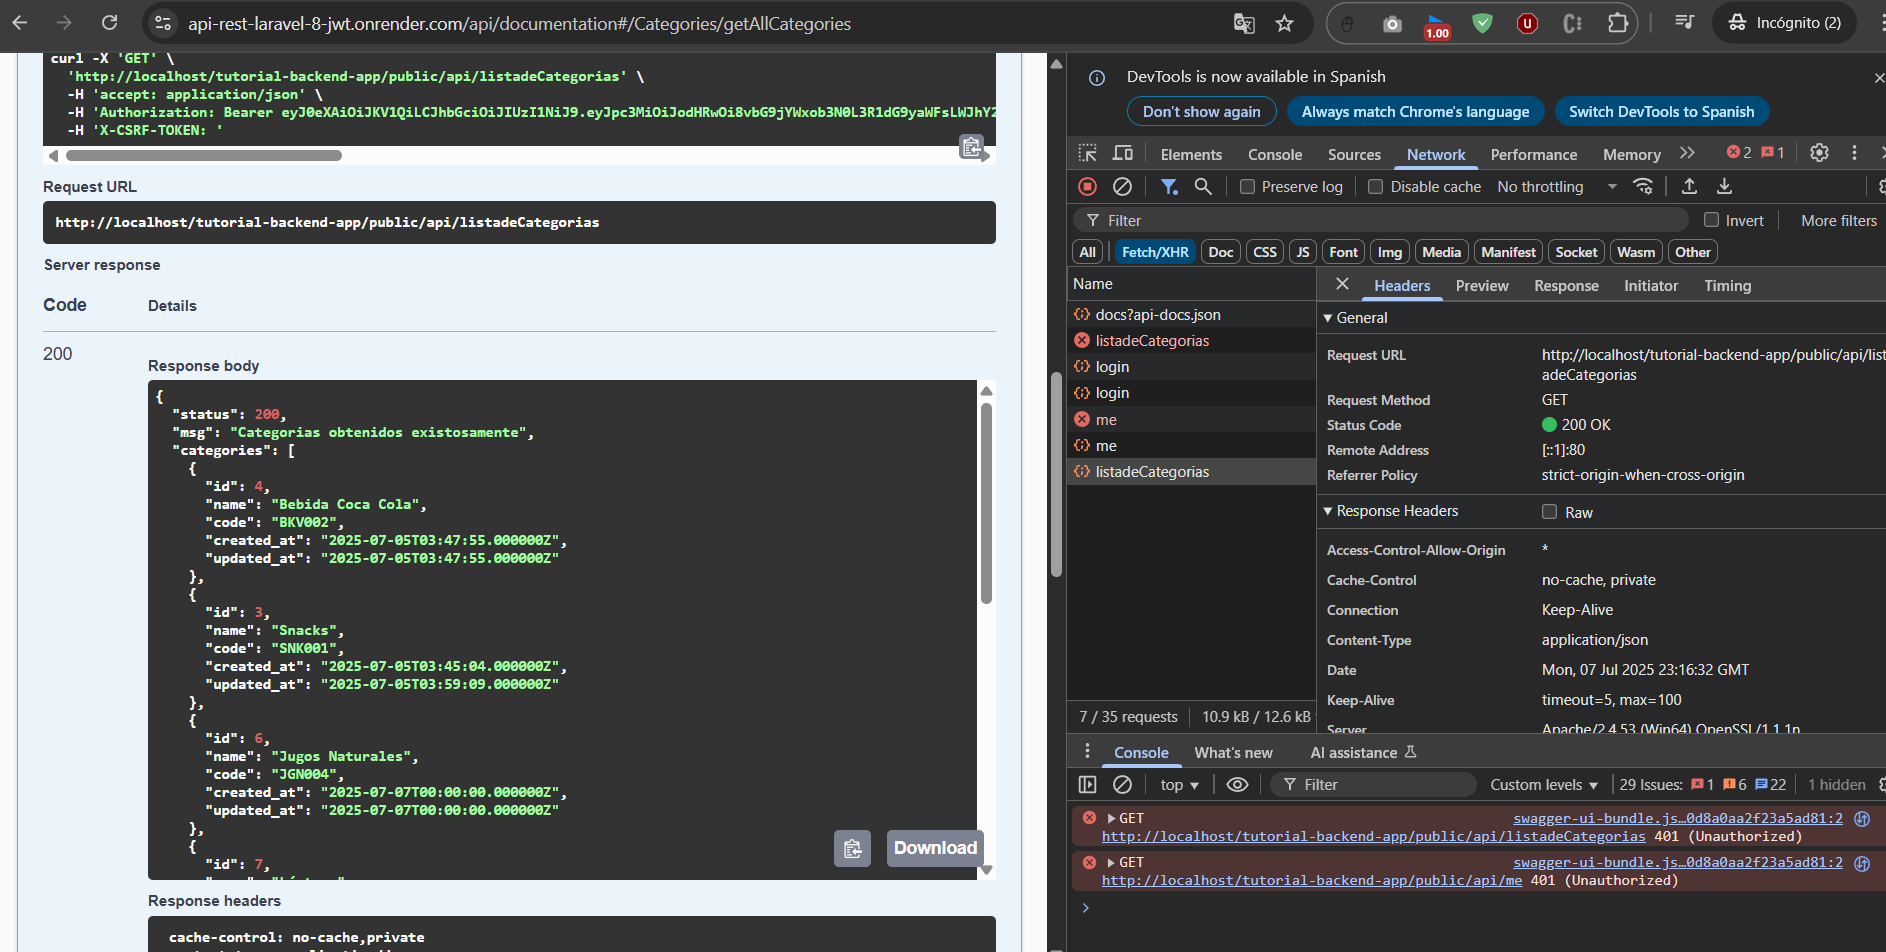 api-rest-laravel-8-jwt.onrender.com/api/documentation#/Categories/getAllCategories
1.00
Incógnito (2)
curl -X 'GET' \
'http://localhost/tutorial-backend-app/public/api/listadeCategorias' \
-H 'accept: application/json' \
-H 'X-CSRF-TOKEN: '
Request URL
http://localhost/tutorial-backend-app/public/api/listadeCategorias
Server response
Code Details
200
Response body
{
"status": 200,
"msg": "Categorias obtenidos existosamente",
"categories": [
{
"id": 4,
"name": "Bebida Coca Cola",
"code": "BKV002",
"created_at": "2025-07-05T03:47:55.000000Z",
"updated_at": "2025-07-05T03:47:55.000000Z"
},
{
"id": 3,
"name": "Snacks",
"code": "SNK001",
"created_at": "2025-07-05T03:45:04.000000Z",
"updated_at": "2025-07-05T03:59:09.000000Z"
},
{
"id": 6,
"name": "Jugos Naturales",
"code": "JGN004",
"created_at": "2025-07-07T00:00:00.000000Z",
"updated_at": "2025-07-07T00:00:00.000000Z"
},
{
"id": 7,
Download
Response headers
cache-control: no-cache,private
DevTools is now available in Spanish
Don't show again Always match Chrome's language Switch DevTools to Spanish
Elements Console Sources Network Performance Memory 2 1
Preserve log Disable cache No throttling
Filter Invert More filters
All Fetch/XHR Doc CSS JS Font Img Media Manifest Socket Wasm Other
Name
docs?api-docs.json
listadeCategorias
login
login
me
me
listadeCategorias
7 / 35 requests 10.9 kB / 12.6 kB
Headers Preview Response Initiator Timing
General
Request URL http://localhost/tutorial-backend-app/public/api/list
adeCategorias
Request Method GET
Status Code 200 OK
Remote Address [::1]:80
Referrer Policy strict-origin-when-cross-origin
Response Headers Raw
Access-Control-Allow-Origin *
Cache-Control no-cache, private
Connection Keep-Alive
Content-Type application/json
Date Mon, 07 Jul 2025 23:16:32 GMT
Keep-Alive timeout=5, max=100
Server Apache/2.4.53 (Win64) OpenSSL/1.1.1n
Console What's new AI assistance
top Filter Custom levels 29 Issues: 1 6 22 1 hidden
GET swagger-ui-bundle.js…0d8a0aa2f23a5ad81:2
http://localhost/tutorial-backend-app/public/api/listadeCategorias 401 (Unauthorized)
GET swagger-ui-bundle.js…0d8a0aa2f23a5ad81:2
http://localhost/tutorial-backend-app/public/api/me 401 (Unauthorized)